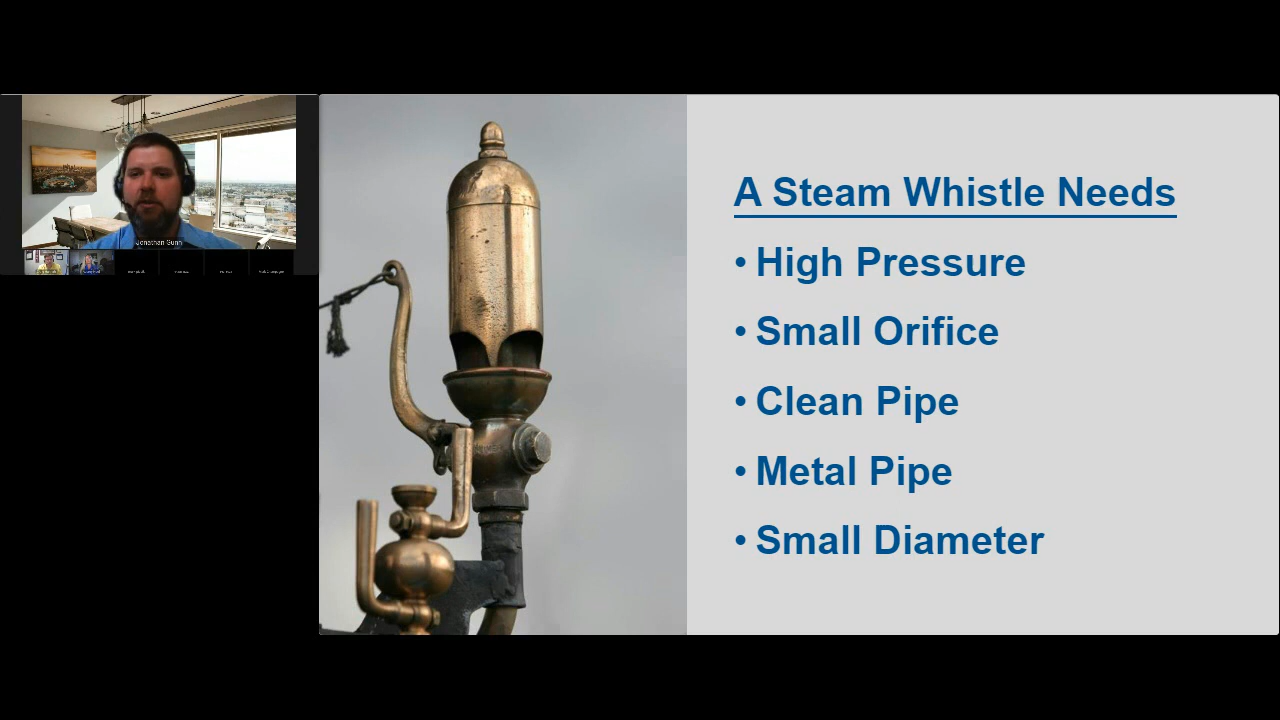 Jonathan Gunn
A Steam Whistle Needs
• High Pressure
• Small Orifice
• Clean Pipe
• Metal Pipe
• Small Diameter